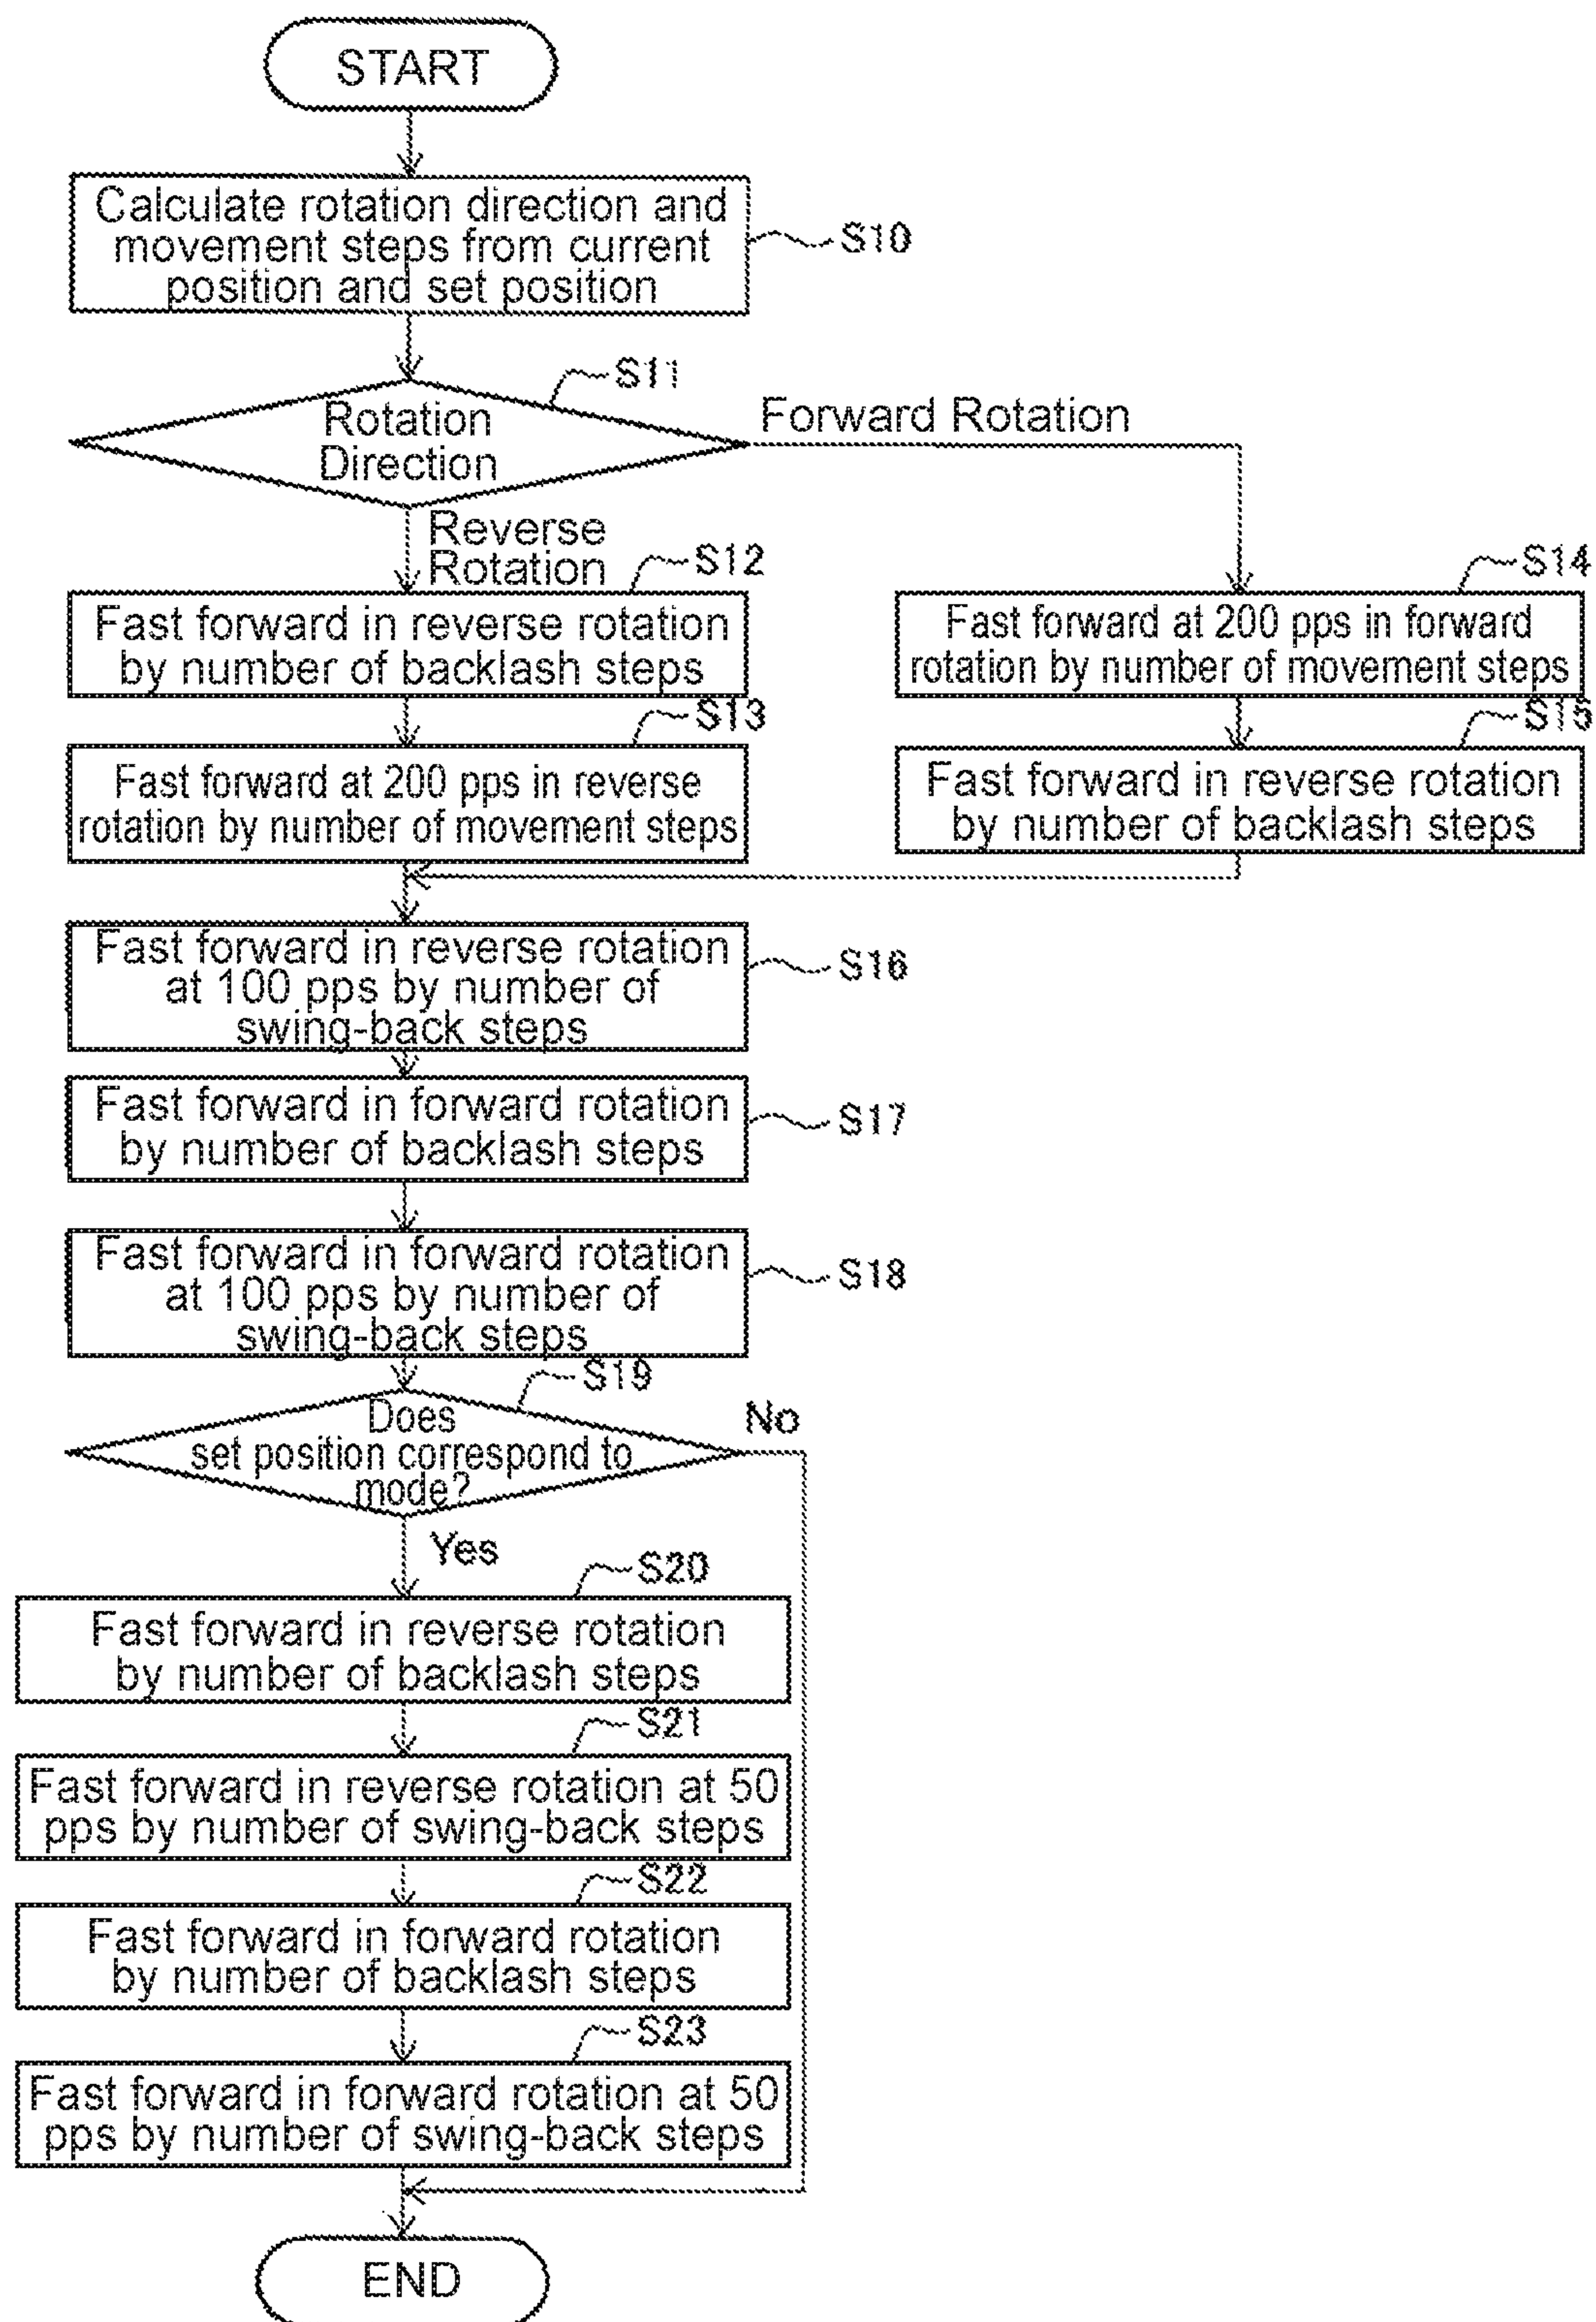 START
Calculate rotation direction and
movement steps from current
position and set position
S10
S11
Rotation
Direction
Forward Rotation
Reverse
Rotation
S12
Fast forward in reverse rotation
by number of backlash steps
S14
Fast forward at 200 pps in forward
rotation by number of movement steps
S13
Fast forward at 200 pps in reverse
rotation by number of movement steps
S15
Fast forward in reverse rotation
by number of backlash steps
Fast forward in reverse rotation
at 100 pps by number of
swing-back steps
S16
Fast forward in forward rotation
by number of backlash steps
S17
Fast forward in forward rotation
at 100 pps by number of
swing-back steps
S18
S19
Does
set position correspond to
mode?
No
Yes
S20
Fast forward in reverse rotation
by number of backlash steps
S21
Fast forward in reverse rotation at 50
pps by number of swing-back steps
S22
Fast forward in forward rotation
by number of backlash steps
S23
Fast forward in forward rotation at 50
pps by number of swing-back steps
END